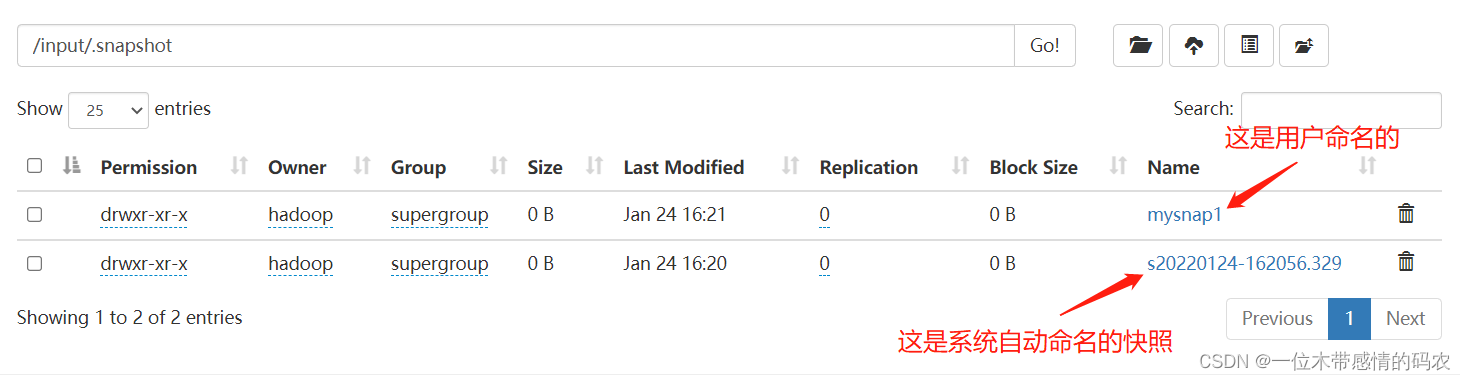 /input/.snapshot Go!
Show 25 entries Search:
这是用户命名的
Permission Owner Group Size Last Modified Replication Block Size Name
drwxr-xr-x hadoop supergroup 0 B Jan 24 16:21 0 0 B mysnap1
drwxr-xr-x hadoop supergroup 0 B Jan 24 16:20 0 0 B s20220124-162056.329
Showing 1 to 2 of 2 entries Previous 1 Next
这是系统自动命名的快照
CSDN @一位木带感情的码农